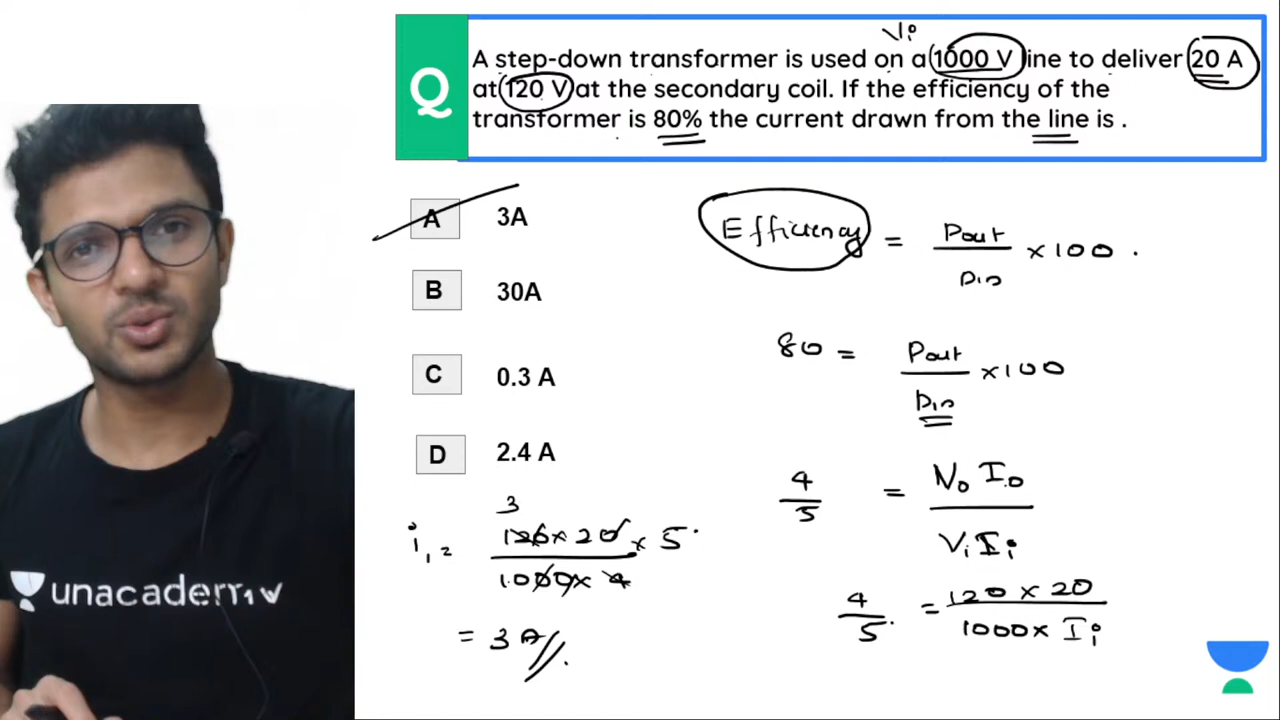 Vi
Q
A step-down transformer is used on a 1000 V line to deliver 20 A
at 120 V at the secondary coil. If the efficiency of the
transformer is 80% the current drawn from the line is .
A 3A
B 30A
C 0.3 A
D 2.4 A
Efficiency = Pout / Pin × 100 .
80 = Pout / Pin × 100
4/5 = V₀ I₀ / Vi Ii
4/5 = 120 × 20 / 1000 × Ii
3
i₁ = 120 × 20 × 5 / 1000 × 4
= 3 A //.
unacademy